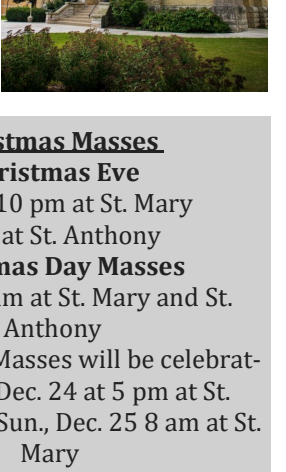 stmas Masses
ristmas Eve
10 pm at St. Mary
at St. Anthony
mas Day Masses
m at St. Mary and St.
Anthony
Masses will be celebrat-
Dec. 24 at 5 pm at St.
Sun., Dec. 25 8 am at St.
Mary